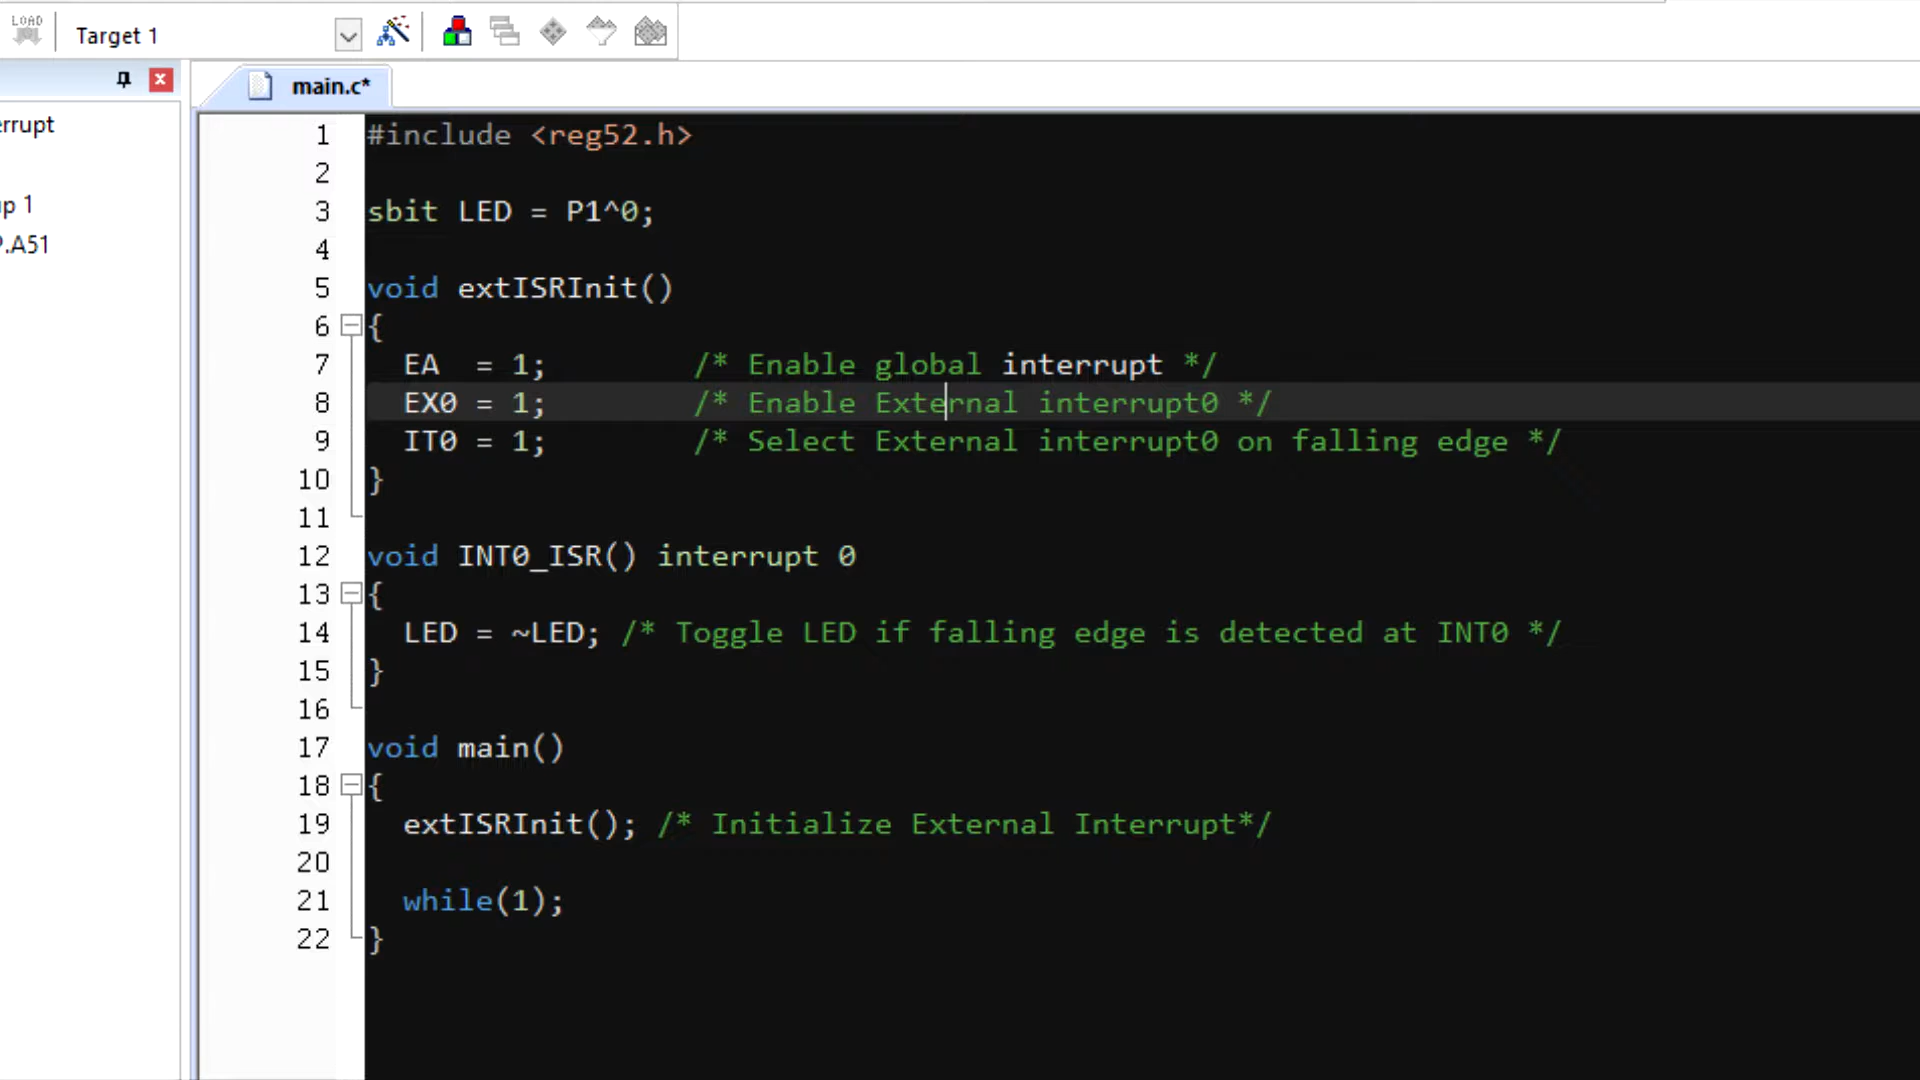 LOAD
Target 1
main.c*
errupt
up 1
P.A51
1 #include <reg52.h>
2
3 sbit LED = P1^0;
4
5 void extISRInit()
6 {
7 EA  = 1; /* Enable global interrupt */
8 EX0 = 1; /* Enable External interrupt0 */
9 IT0 = 1; /* Select External interrupt0 on falling edge */
10 }
11
12 void INT0_ISR() interrupt 0
13 {
14 LED = ~LED; /* Toggle LED if falling edge is detected at INT0 */
15 }
16
17 void main()
18 {
19 extISRInit(); /* Initialize External Interrupt*/
20
21 while(1);
22 }